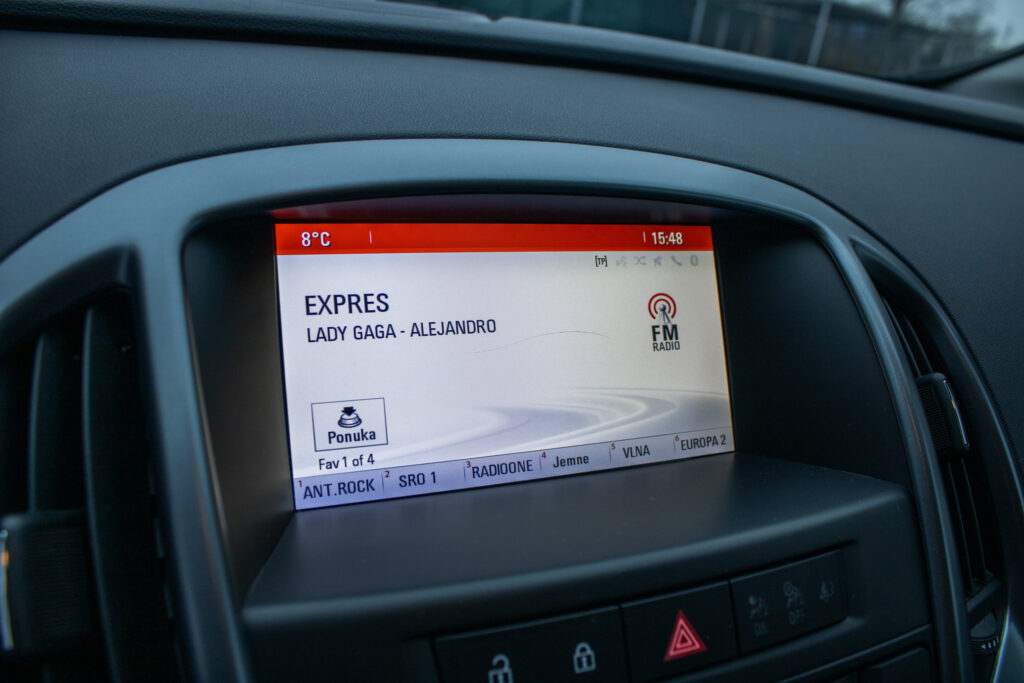 8°C
15:48
[TP]
EXPRES
LADY GAGA - ALEJANDRO
FM
RADIO
Ponuka
Fav 1 of 4
1 ANT.ROCK 2 SRO 1 3 RADIOONE 4 Jemne 5 VLNA 6 EUROPA 2
OFF